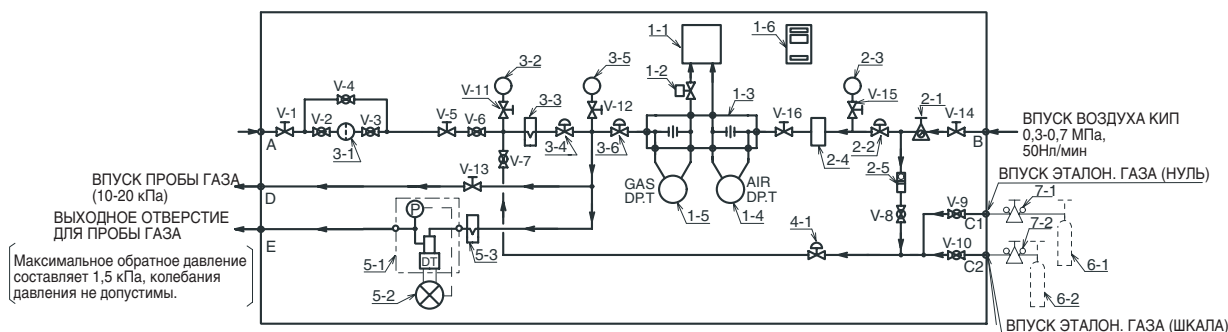 1-1
1-6
3-2
3-5
1-2
2-3
V-4
V-11
3-3
V-12
1-3
V-15
2-1
V-1
V-2
V-3
V-5
V-6
V-16
V-14
A
3-1
3-4
3-6
2-4
2-2
B
ВПУСК ВОЗДУХА КИП
0,3-0,7 МПа,
50Нл/мин
V-7
V-13
2-5
ВПУСК ПРОБЫ ГАЗА
(10-20 кПа)
D
GAS
DP.T
AIR
DP.T
ВПУСК ЭТАЛОН. ГАЗА (НУЛЬ)
ВЫХОДНОЕ ОТВЕРСТИЕ
ДЛЯ ПРОБЫ ГАЗА
E
P
1-5
1-4
V-8
V-9
C1
7-1
7-2
4-1
V-10
C2
Максимальное обратное давление
составляет 1,5 кПа, колебания
давления не допустимы.
5-1
DT
5-3
5-2
6-1
6-2
ВПУСК ЭТАЛОН. ГАЗА (ШКАЛА)